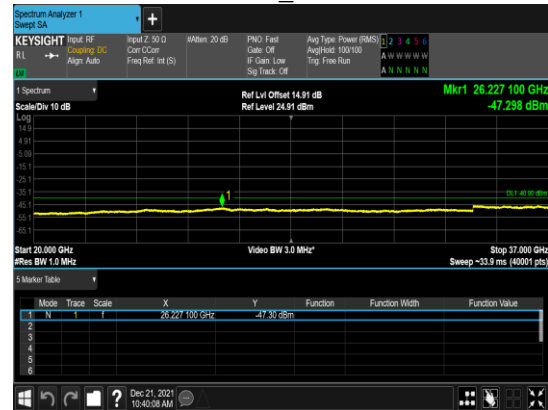 Spectrum Analyzer 1
Swept SA
+
KEYSIGHT Input: RF Input Z: 50 Ω #Atten: 20 dB PNO: Fast Avg Type: Power (RMS) 1 2 3 4 5 6
RL Coupling: DC Corr CCorr Gate: Off Avg|Hold: 100/100 A W W W W W
Align: Auto Freq Ref: Int (S) IF Gain: Low Trig: Free Run
LV Sig Track: Off A N N N N N
1 Spectrum Ref Lvl Offset 14.91 dB Mkr1 26.227 100 GHz
Scale/Div 10 dB Ref Level 24.91 dBm -47.298 dBm
Log
14.9
4.91
-5.09
-15.1
-25.1
-35.1
1
DL1 -40.00 dBm
-45.1
-55.1
-65.1
Start 20.000 GHz Video BW 3.0 MHz* Stop 37.000 GHz
#Res BW 1.0 MHz Sweep ~33.9 ms (40001 pts)
5 Marker Table
Mode Trace Scale X Y Function Function Width Function Value
1 N 1 f 26.227 100 GHz -47.30 dBm
2
3
4
5
6
? Dec 21, 2021
10:40:08 AM